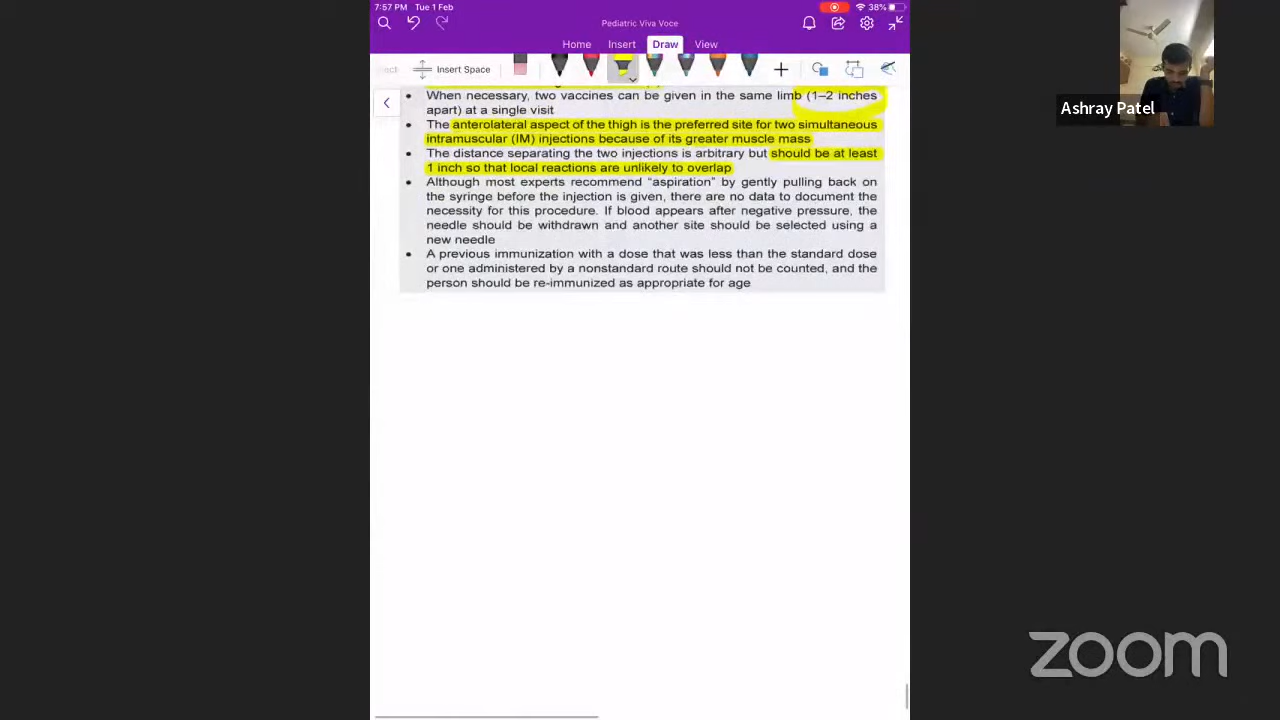 7:57 PM Tue 1 Feb
38%
Pediatric Viva Voce
Home Insert Draw View
Insert Space
When necessary, two vaccines can be given in the same limb (1–2 inches
apart) at a single visit
The anterolateral aspect of the thigh is the preferred site for two simultaneous
intramuscular (IM) injections because of its greater muscle mass
The distance separating the two injections is arbitrary but should be at least
1 inch so that local reactions are unlikely to overlap
Although most experts recommend “aspiration” by gently pulling back on
the syringe before the injection is given, there are no data to document the
necessity for this procedure. If blood appears after negative pressure, the
needle should be withdrawn and another site should be selected using a
new needle
A previous immunization with a dose that was less than the standard dose
or one administered by a nonstandard route should not be counted, and the
person should be re-immunized as appropriate for age
Ashray Patel
zoom